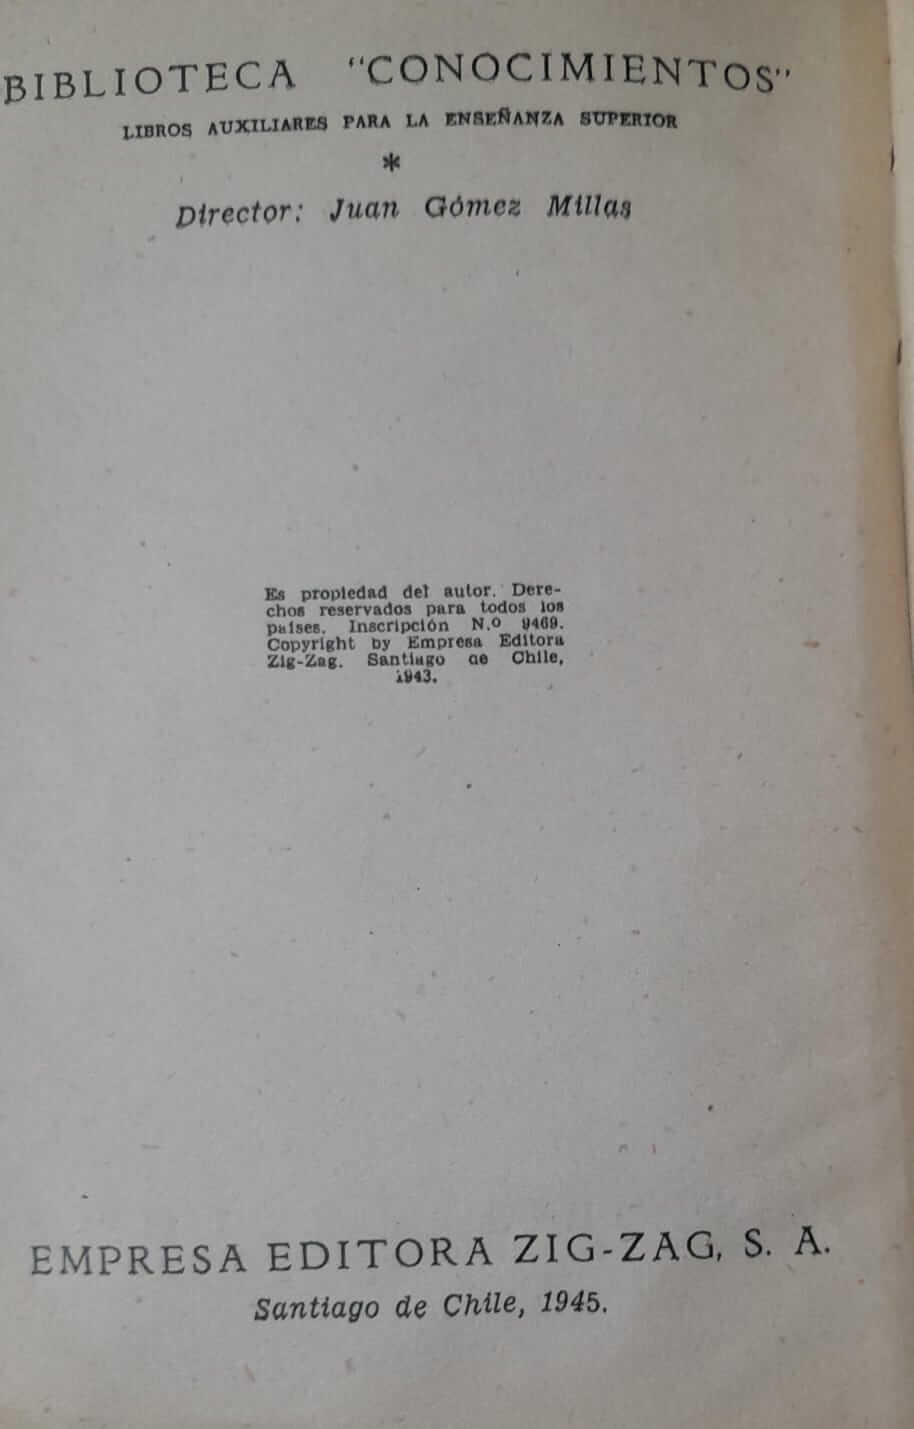 BIBLIOTECA "CONOCIMIENTOS"
LIBROS AUXILIARES PARA LA ENSEÑANZA SUPERIOR
*
Director: Juan Gómez Millas
Es propiedad del autor. Dere-
chos reservados para todos los
países. Inscripción N.º 9469.
Copyright by Empresa Editora
Zig-Zag. Santiago de Chile,
1943.
EMPRESA EDITORA ZIG-ZAG, S. A.
Santiago de Chile, 1945.